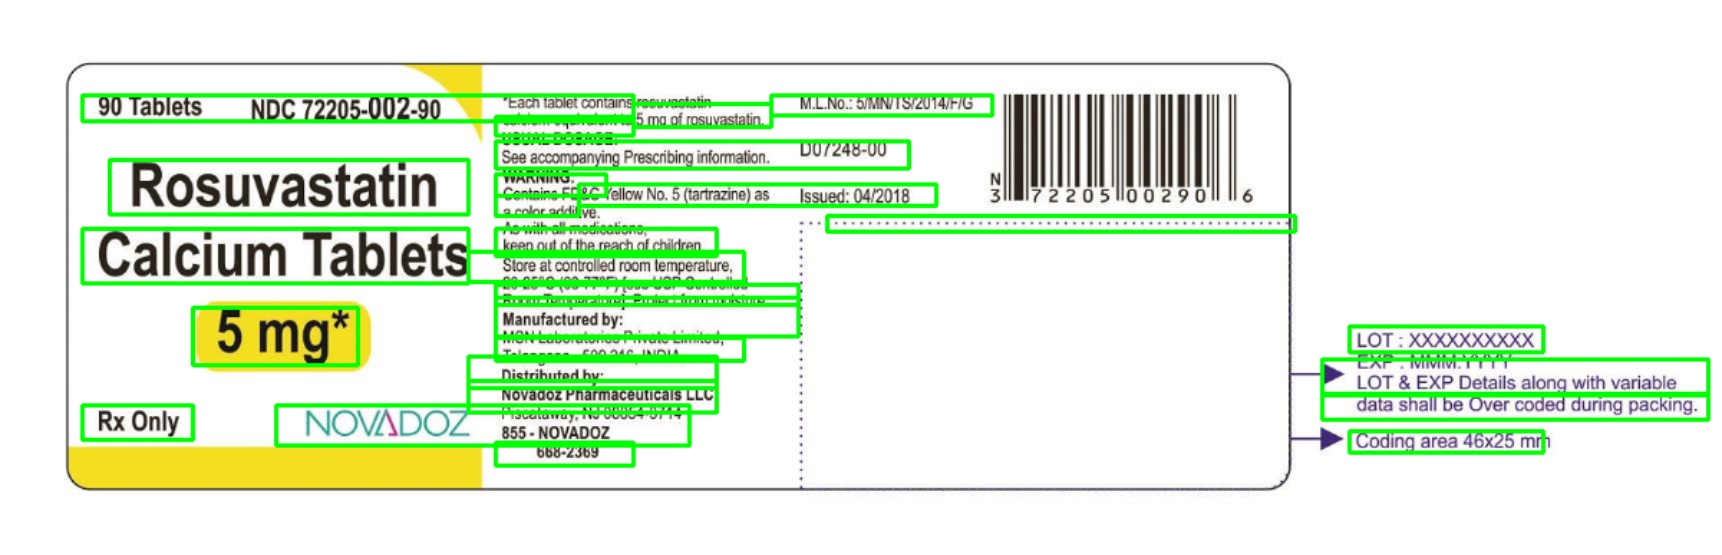 90 Tablets NDC 72205-002-90
Rosuvastatin
Calcium Tablets
5 mg*
Rx Only NOVADOZ
*Each tablet contains rosuvastatin
calcium equivalent to 5 mg of rosuvastatin.
USUAL DOSAGE:
See accompanying Prescribing information.
WARNING:
Contains FD&C Yellow No. 5 (tartrazine) as
a color additive.
As with all medications,
keep out of the reach of children.
Store at controlled room temperature,
20-25°C (68-77°F) [see USP Controlled
Room Temperature]. Protect from moisture.
Manufactured by:
MSN Laboratories Private Limited,
Telangana - 509 216, INDIA
Distributed by:
Novadoz Pharmaceuticals LLC
Piscataway, NJ 08854-3714
855 - NOVADOZ
668-2369
M.L.No.: 5/MN/TS/2014/F/G
D07248-00
Issued: 04/2018
N
3 72205 00290 6
LOT : XXXXXXXXXX
EXP : MMM.YYYY
LOT & EXP Details along with variable
data shall be Over coded during packing.
Coding area 46x25 mm